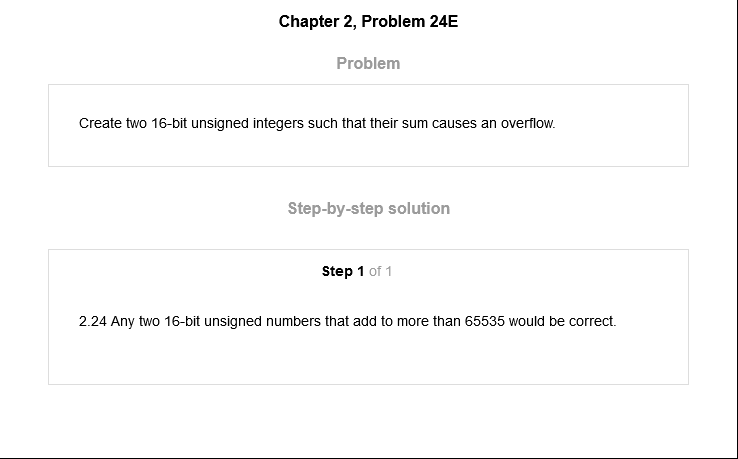 Chapter 2, Problem 24E
Problem
Create two 16-bit unsigned integers such that their sum causes an overflow.
Step-by-step solution
Step 1 of 1
2.24 Any two 16-bit unsigned numbers that add to more than 65535 would be correct.